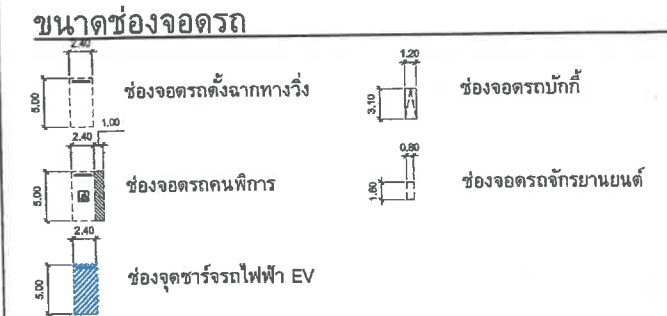 ขนาดช่องจอดรถ
2.40
5.00
ช่องจอดรถตั้งฉากทางวิ่ง
1.00
2.40
5.00
ช่องจอดรถคนพิการ
2.40
5.00
ช่องจุดชาร์จรถไฟฟ้า EV
1.20
3.10
ช่องจอดรถบักกี้
0.80
1.80
ช่องจอดรถจักรยานยนต์